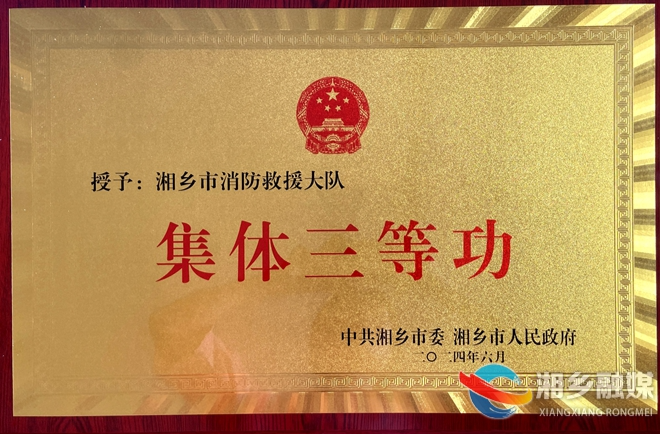 授予：湘乡市消防救援大队
集体三等功
中共湘乡市委 湘乡市人民政府
二〇二四年六月
湘乡融媒
XIANGXIANG RONGMEI